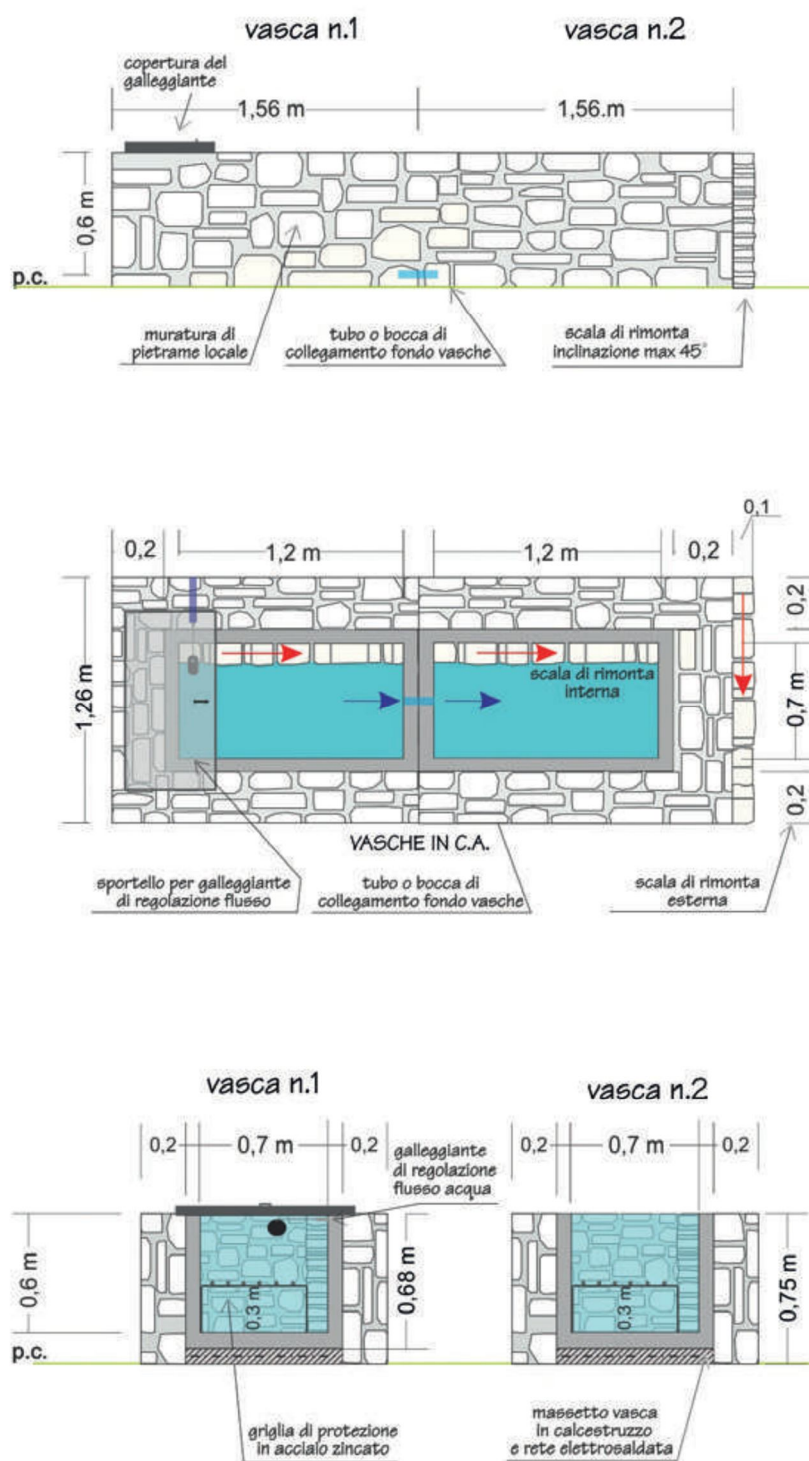 vasca n.1
vasca n.2
copertura del
galleggiante
1,56 m
1,56.m
0,6 m
p.c.
muratura di
pietrame locale
tubo o bocca di
collegamento fondo vasche
scala di rimonta
inclinazione max 45°
0,2
1,2 m
1,2 m
0,2
0,1
1,26 m
0,2
0,7 m
0,2
scala di rimonta
interna
VASCHE IN C.A.
sportello per galleggiante
di regolazione flusso
tubo o bocca di
collegamento fondo vasche
scala di rimonta
esterna
vasca n.1
vasca n.2
0,2
0,7 m
0,2
galleggiante
di regolazione
flusso acqua
0,2
0,7 m
0,2
0,6 m
0,3 m
0,68 m
0,3 m
0,75 m
p.c.
griglia di protezione
in acciaio zincato
massetto vasca
in calcestruzzo
e rete elettrosaldata